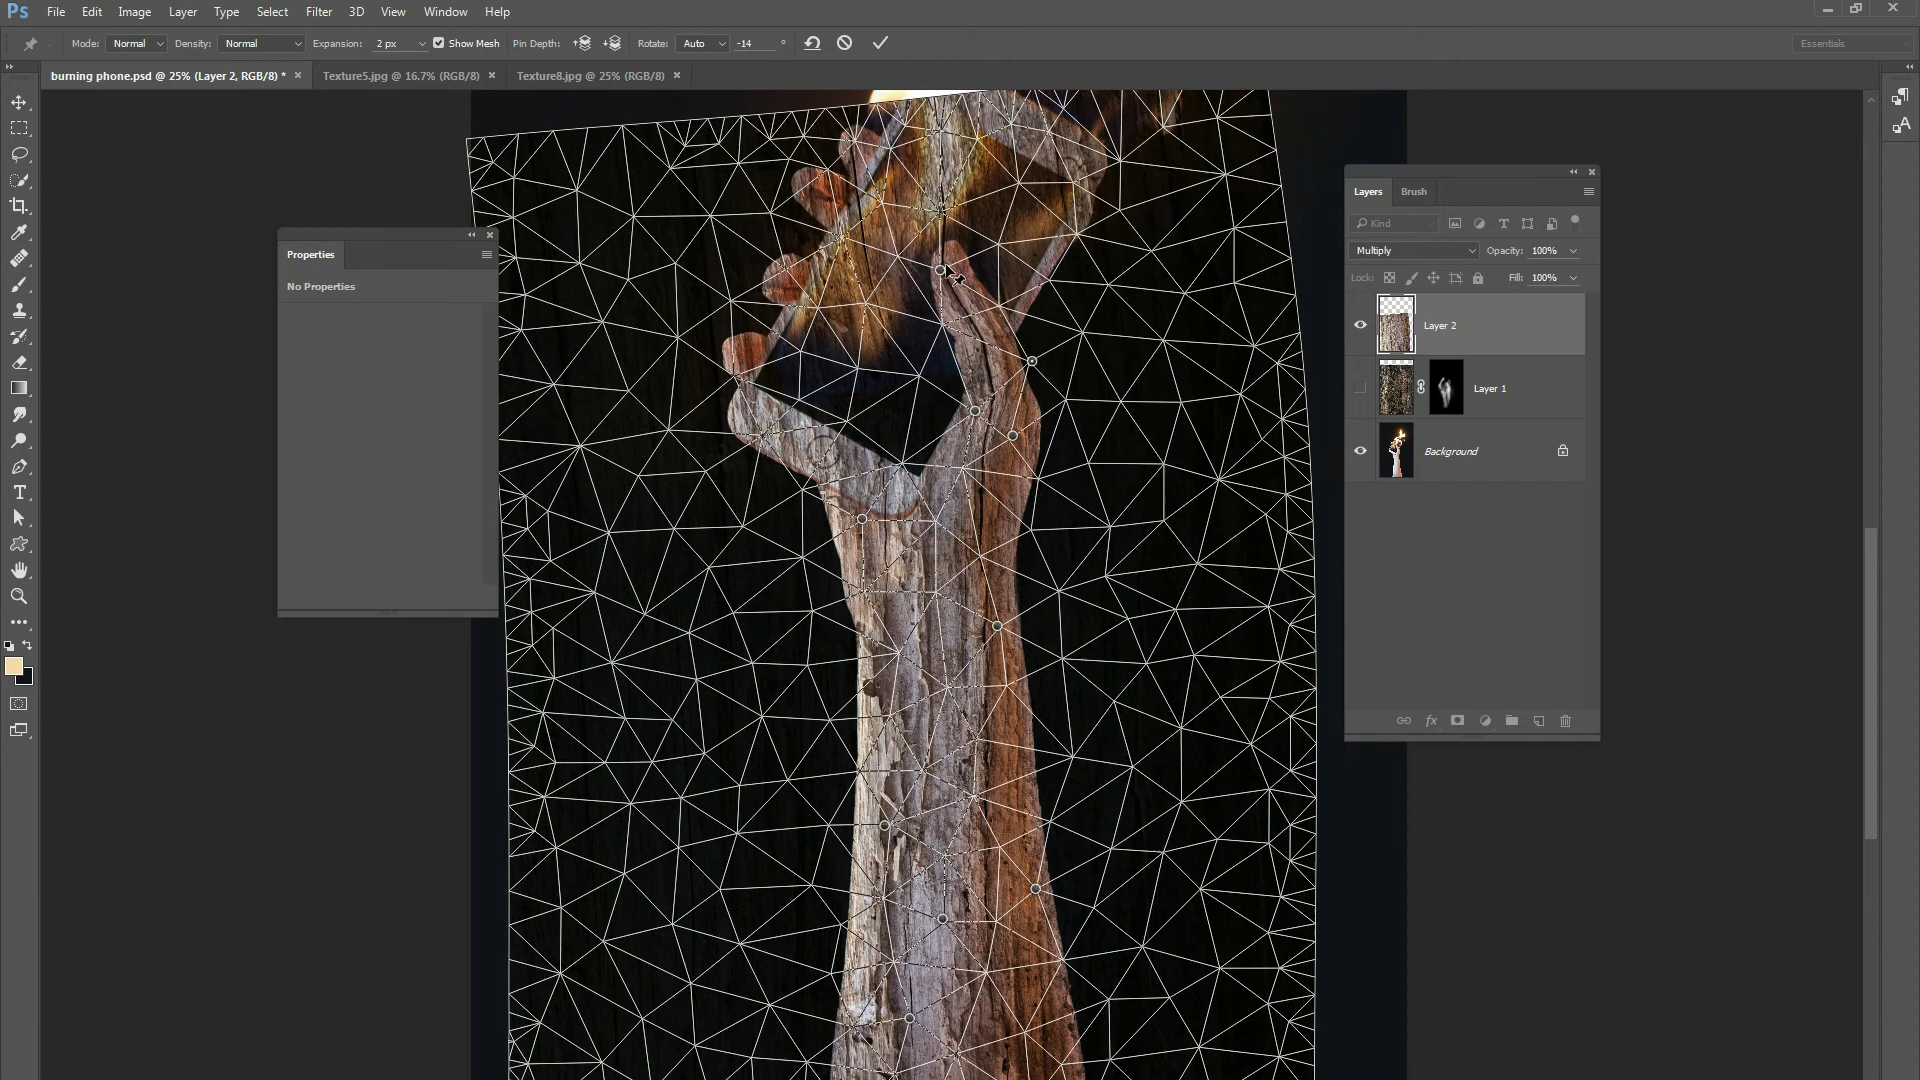 Ps File Edit Image Layer Type Select Filter 3D View Window Help
Mode: Normal Density: Normal Expansion: 2 px Show Mesh Pin Depth: Rotate: Auto -14 ° Essentials
burning phone.psd @ 25% (Layer 2, RGB/8) * × Texture5.jpg @ 16.7% (RGB/8) × Texture8.jpg @ 25% (RGB/8) ×
Properties
No Properties
Layers Brush
Kind
Multiply Opacity: 100%
Lock: Fill: 100%
Layer 2
Layer 1
Background
fx